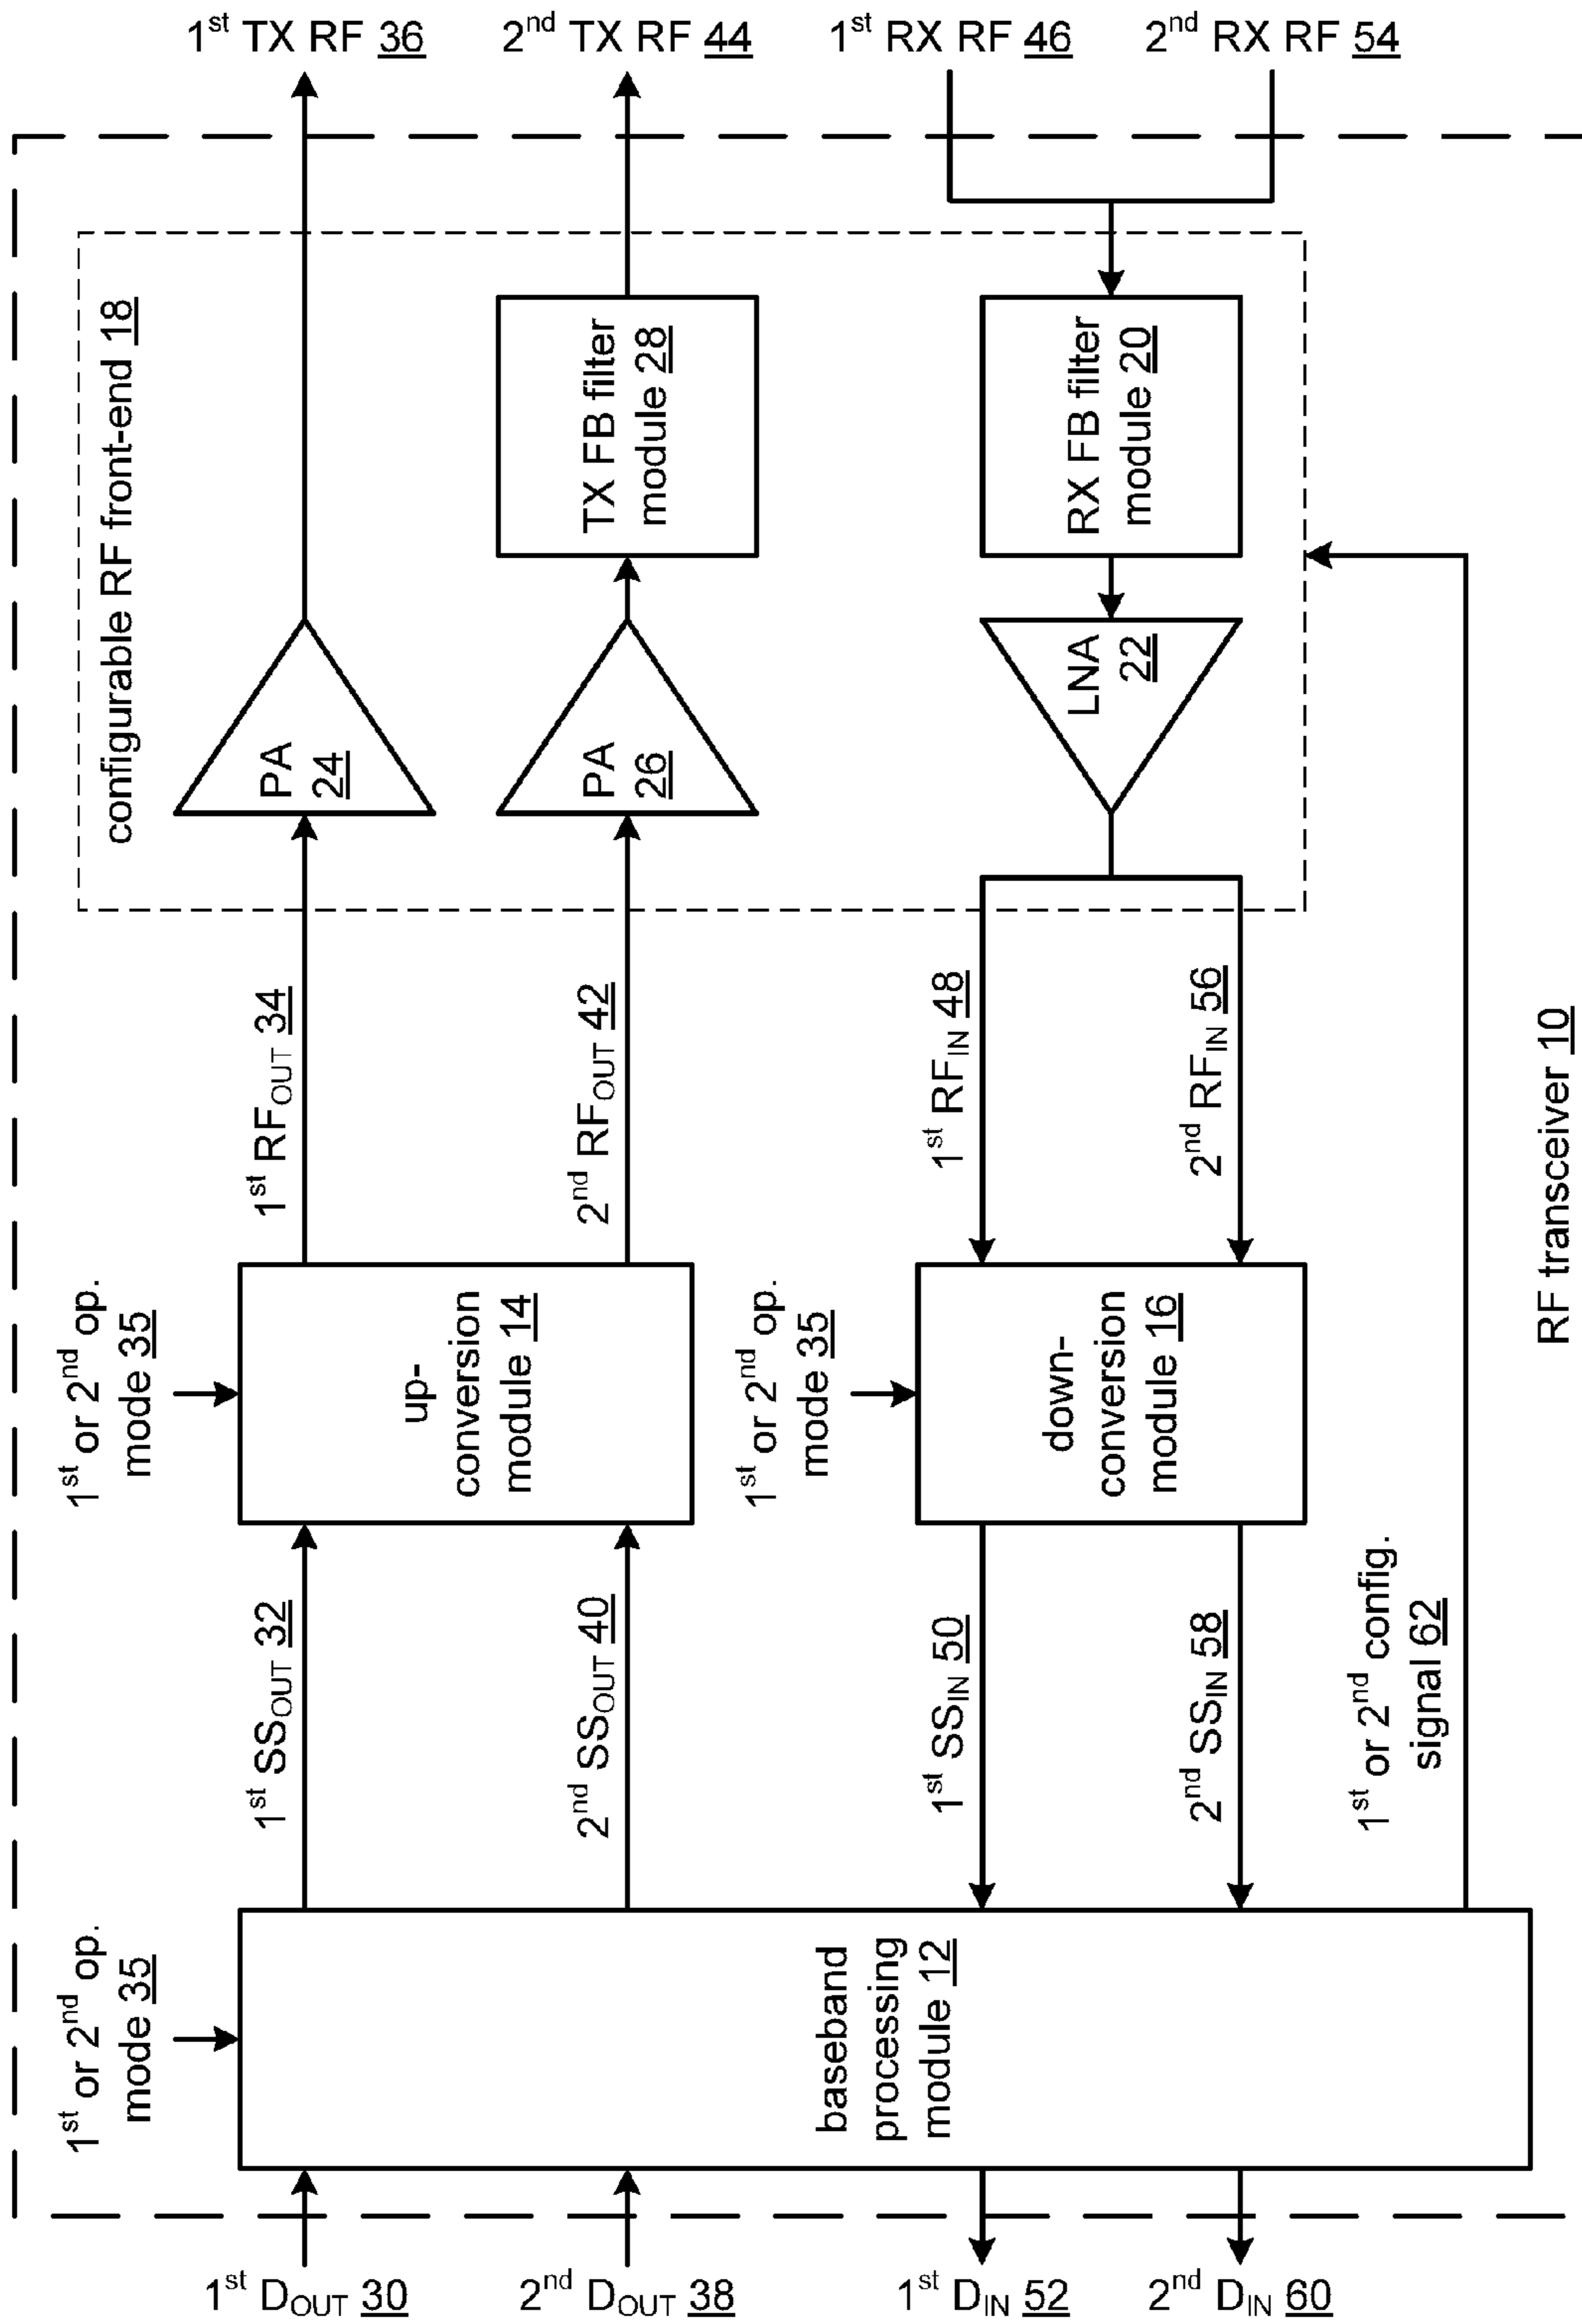 1st DOUT 30
2nd DOUT 38
1st DIN 52
2nd DIN 60
1st or 2nd op.
mode 35
baseband
processing
module 12
1st SSOUT 32
2nd SSOUT 40
1st SSIN 50
2nd SSIN 58
1st or 2nd config.
signal 62
1st or 2nd op.
mode 35
up-
conversion
module 14
1st or 2nd op.
mode 35
down-
conversion
module 16
1st RFOUT 34
2nd RFOUT 42
1st RFIN 48
2nd RFIN 56
configurable RF front-end 18
PA
24
PA
26
TX FB filter
module 28
LNA
22
RX FB filter
module 20
1st TX RF 36
2nd TX RF 44
1st RX RF 46
2nd RX RF 54
RF transceiver 10